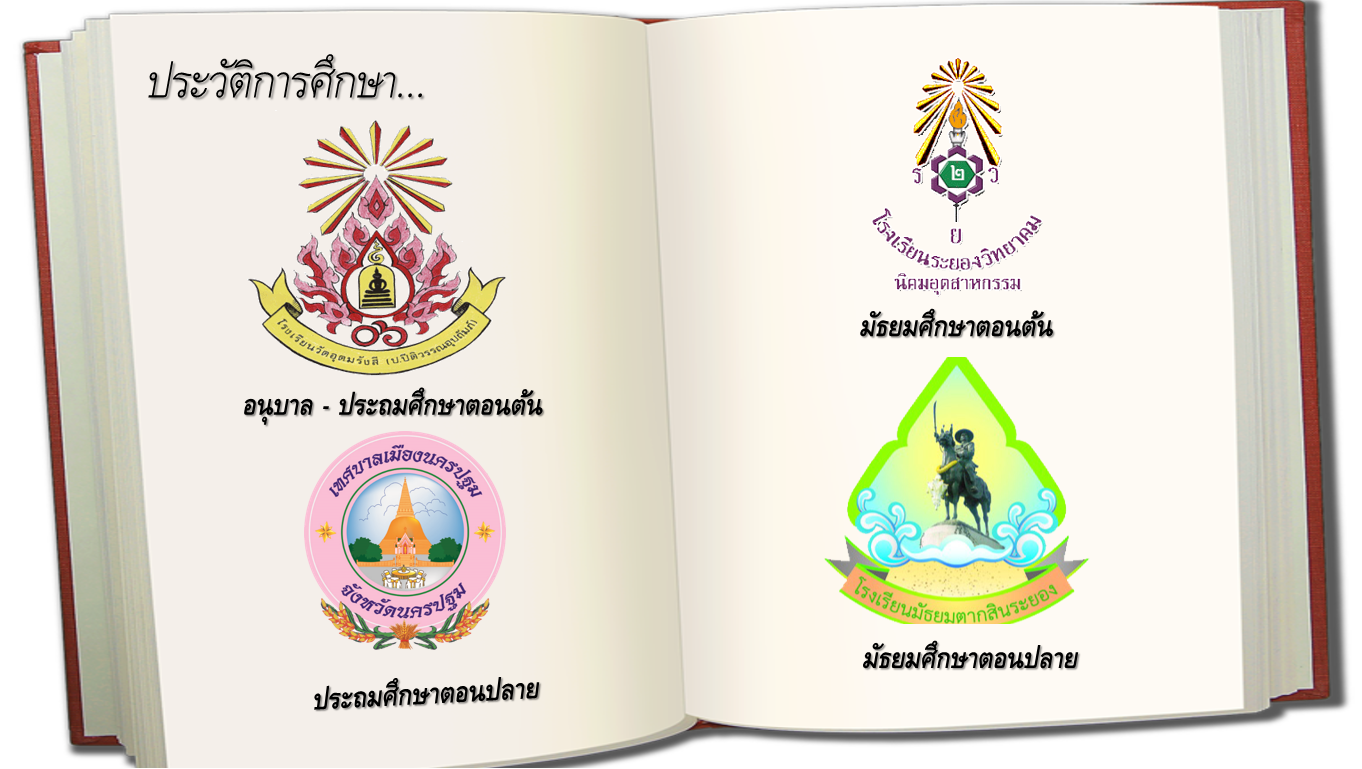 ประวัติการศึกษา...
โรงเรียนวัดอุดมรังสี (บ.ปิติวรรณอุปถัมภ์)
อนุบาล - ประถมศึกษาตอนต้น
เทศบาลเมืองนครปฐม
จังหวัดนครปฐม
ประถมศึกษาตอนปลาย
๒
ร ว
ย
โรงเรียนระยองวิทยาคม
นิคมอุตสาหกรรม
มัธยมศึกษาตอนต้น
โรงเรียนมัธยมตากสินระยอง
มัธยมศึกษาตอนปลาย